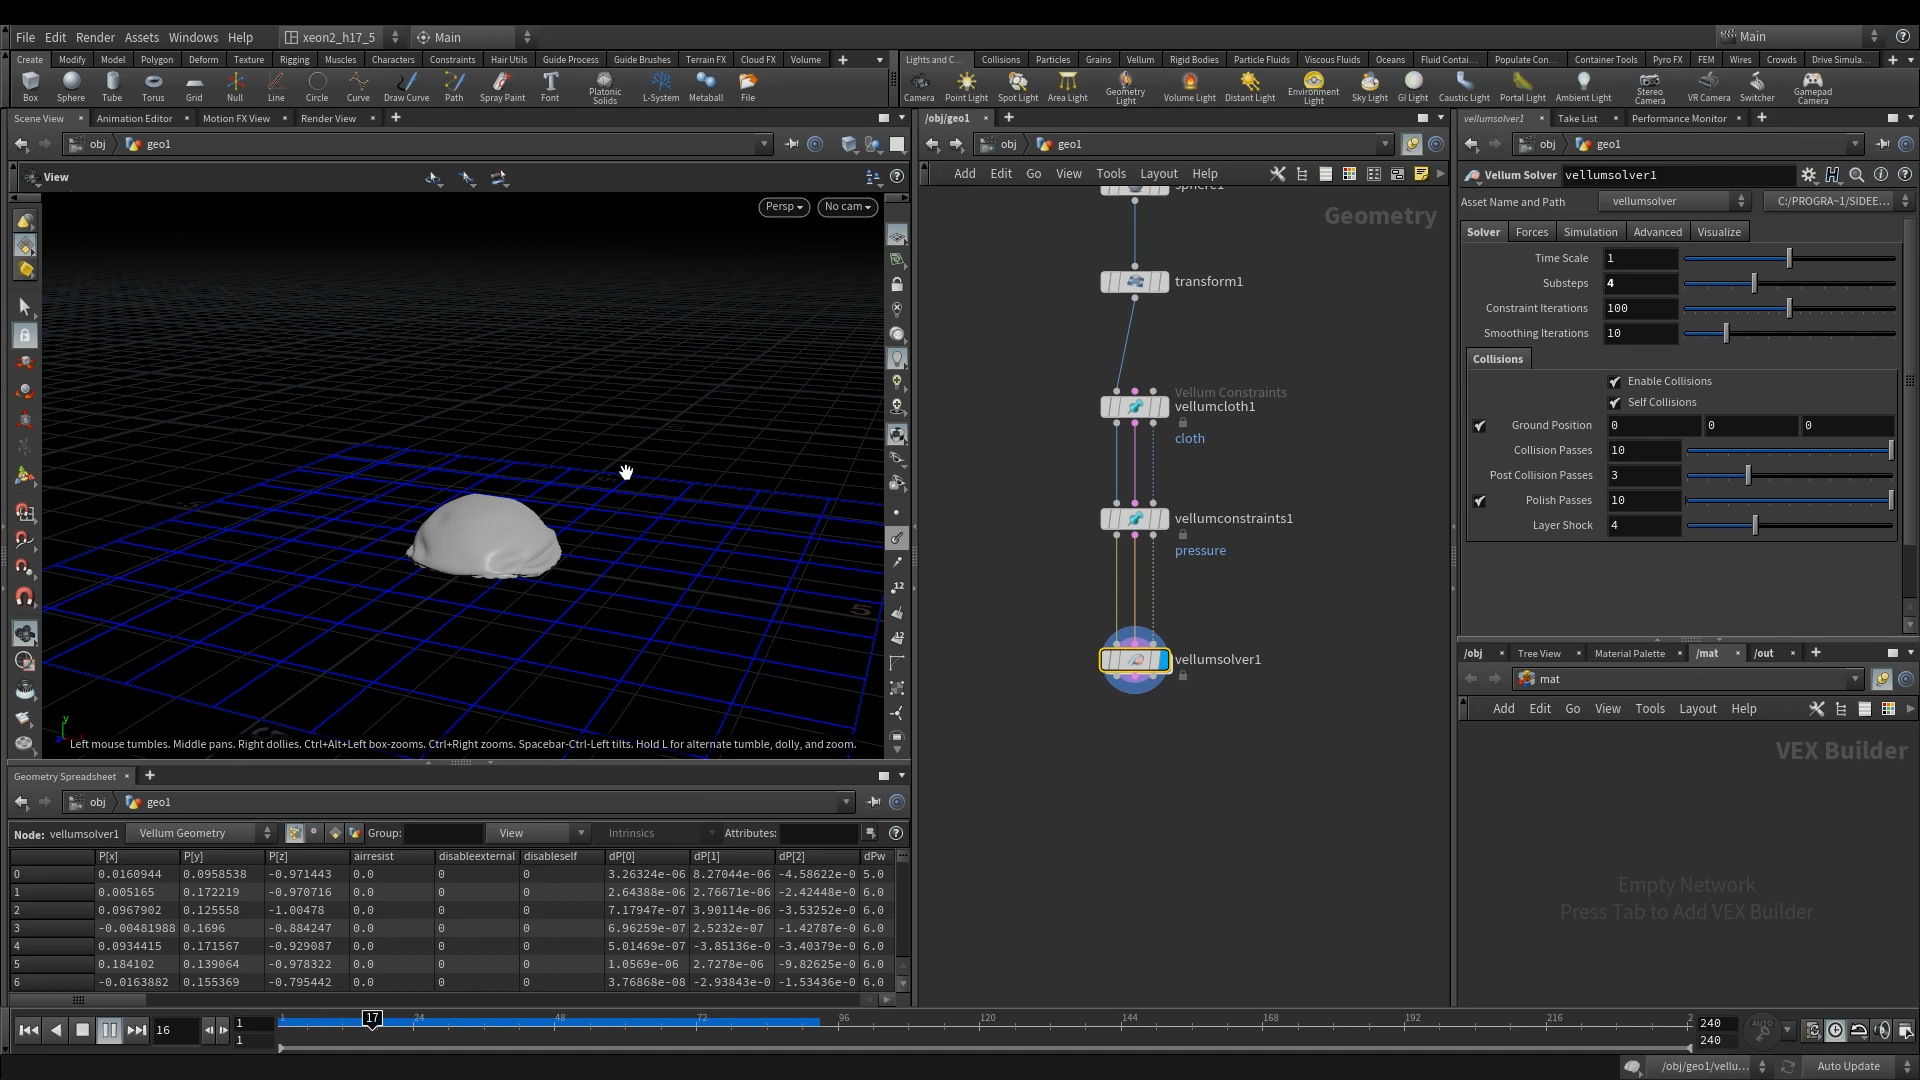 File Edit Render Assets Windows Help xeon2_h17_5 Main Main
Create Modify Model Polygon Deform Texture Rigging Muscles Characters Constraints Hair Utils Guide Process Guide Brushes Terrain FX Cloud FX Volume
Lights and C... Collisions Particles Grains Vellum Rigid Bodies Particle Fluids Viscous Fluids Oceans Fluid Contai... Populate Con... Container Tools Pyro FX FEM Wires Crowds Drive Simula...
Box Sphere Tube Torus Grid Null Line Circle Curve Draw Curve Path Spray Paint Font Platonic Solids L-System Metaball File
Camera Point Light Spot Light Area Light Geometry Light Volume Light Distant Light Environment Light Sky Light GI Light Caustic Light Portal Light Ambient Light Stereo Camera VR Camera Switcher Gamepad Camera
Scene View Animation Editor Motion FX View Render View
obj geo1
View
Persp No cam
5
Left mouse tumbles. Middle pans. Right dollies. Ctrl+Alt+Left box-zooms. Ctrl+Right zooms. Spacebar-Ctrl-Left tilts. Hold L for alternate tumble, dolly, and zoom.
12
12
y
/obj/geo1
obj geo1
Add Edit Go View Tools Layout Help
Geometry
sphere1
transform1
Vellum Constraints
vellumcloth1
cloth
vellumconstraints1
pressure
vellumsolver1
vellumsolver1 Take List Performance Monitor
obj geo1
Vellum Solver vellumsolver1
Asset Name and Path vellumsolver C:/PROGRA~1/SIDEE...
Solver Forces Simulation Advanced Visualize
Time Scale 1
Substeps 4
Constraint Iterations 100
Smoothing Iterations 10
Collisions
Enable Collisions
Self Collisions
Ground Position 0 0 0
Collision Passes 10
Post Collision Passes 3
Polish Passes 10
Layer Shock 4
/obj Tree View Material Palette /mat /out
mat
Add Edit Go View Tools Layout Help
VEX Builder
Empty Network
Press Tab to Add VEX Builder
Geometry Spreadsheet
obj geo1
Node: vellumsolver1 Vellum Geometry Group: View Intrinsics Attributes:
P[x] P[y] P[z] airresist disableexternal disableself dP[0] dP[1] dP[2] dPw
0 0.0160944 0.0958538 -0.971443 0.0 0 0 3.26324e-06 8.27044e-06 -4.58622e-0 5.0
1 0.005165 0.172219 -0.970716 0.0 0 0 2.64388e-06 2.76671e-06 -2.42448e-0 6.0
2 0.0967902 0.125558 -1.00478 0.0 0 0 7.17947e-07 3.90114e-06 -3.53252e-0 6.0
3 -0.00481988 0.1696 -0.884247 0.0 0 0 6.96259e-07 2.5232e-07 -1.42787e-0 6.0
4 0.0934415 0.171567 -0.929087 0.0 0 0 5.01469e-07 -3.85136e-0 -3.40379e-0 6.0
5 0.184102 0.139064 -0.978322 0.0 0 0 1.0569e-06 2.7278e-06 -9.82625e-0 6.0
6 -0.0163882 0.155369 -0.795442 0.0 0 0 3.76868e-08 -2.93843e-0 -1.53436e-0 6.0
16 1 1 17 24 48 72 96 120 144 168 192 216 2 240 AUTO
1 240
/obj/geo1/vellu... Auto Update